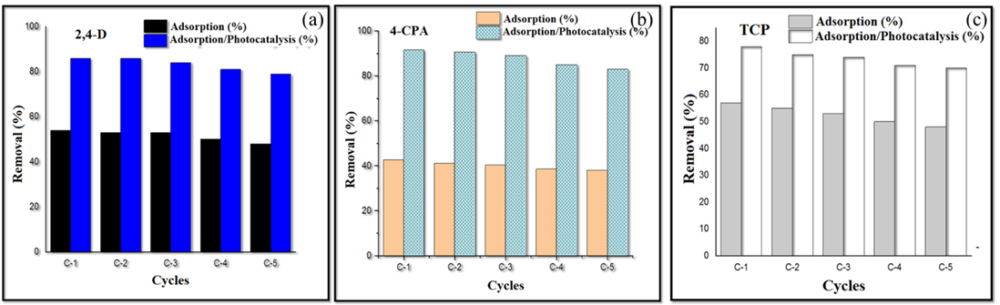 (a)
2,4-D
Adsorption (%)
Adsorption/Photocatalysis (%)
100
80
60
40
20
0
Removal (%)
C-1 C-2 C-3 C-4 C-5
Cycles
(b)
4-CPA
Adsorption (%)
Adsorption/Photocatalysis (%)
100
80
60
40
20
0
Removal (%)
C-1 C-2 C-3 C-4 C-5
Cycles
(c)
TCP
Adsorption (%)
Adsorption/Photocatalysis (%)
80
70
60
50
40
30
20
10
0
Removal (%)
C-1 C-2 C-3 C-4 C-5
Cycles
-